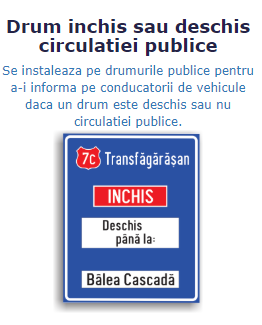 Drum inchis sau deschis
circulatiei publice
Se instaleaza pe drumurile publice pentru
a-i informa pe conducatorii de vehicule
daca un drum este deschis sau nu
circulatiei publice.
7C Transfăgărășan
INCHIS
Deschis
până la:
Bâlea Cascadă